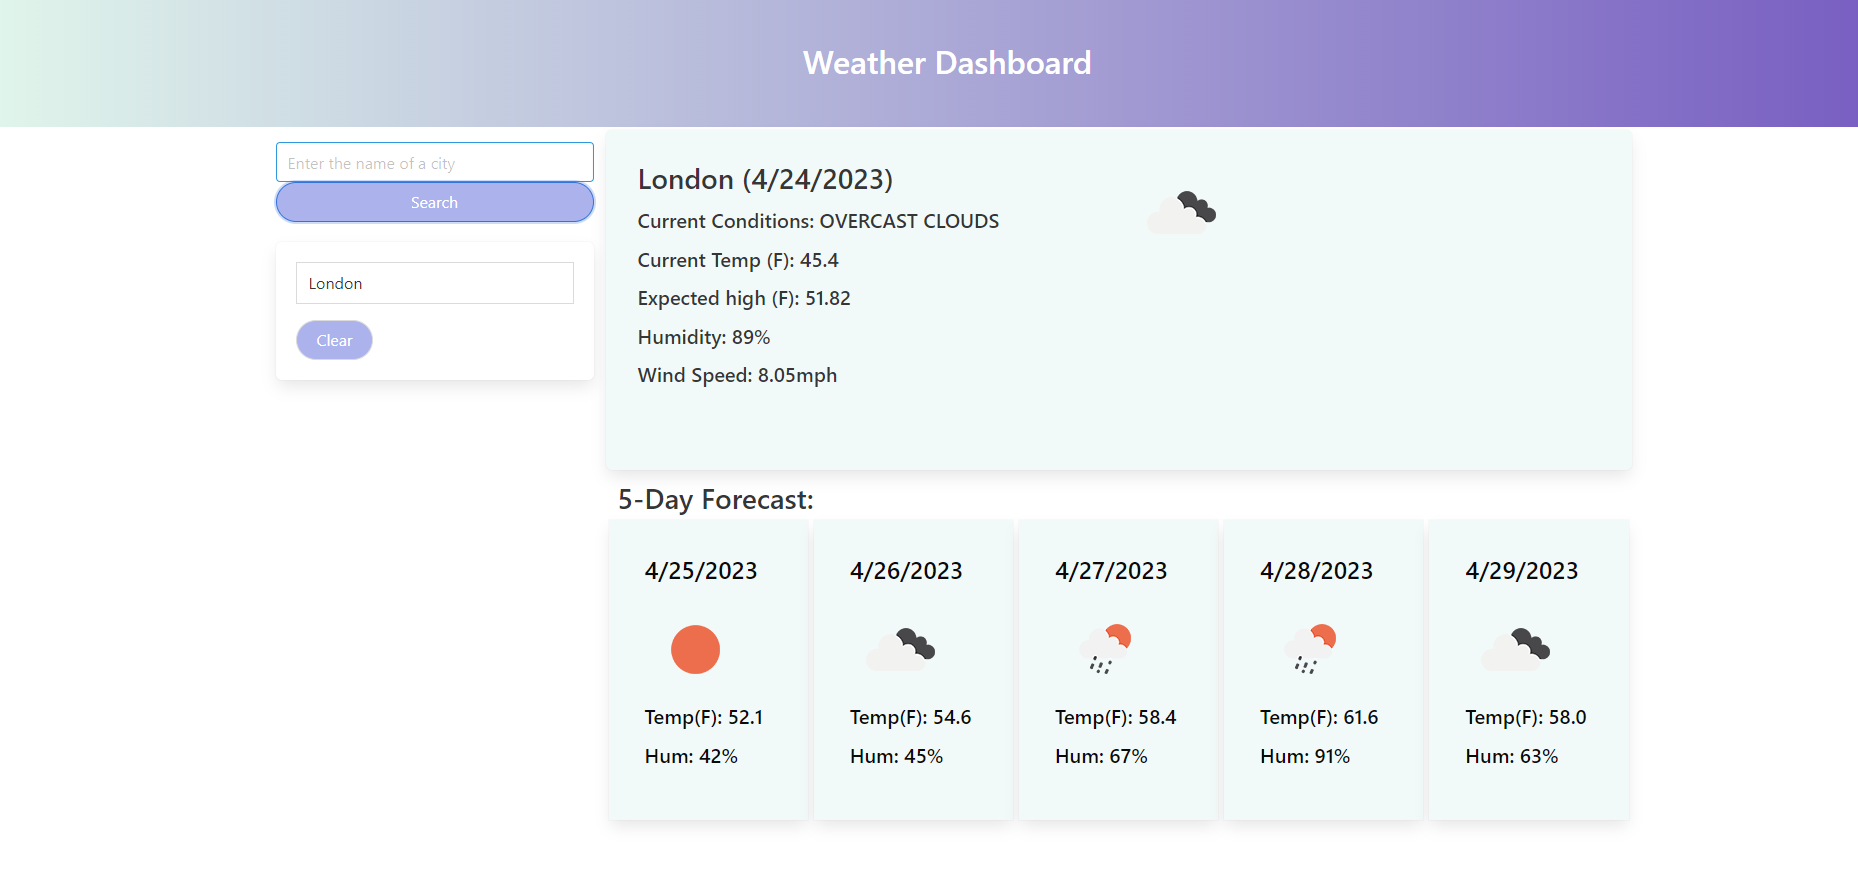 Weather Dashboard
Enter the name of a city
Search
London
Clear
London (4/24/2023)
Current Conditions: OVERCAST CLOUDS
Current Temp (F): 45.4
Expected high (F): 51.82
Humidity: 89%
Wind Speed: 8.05mph
5-Day Forecast:
4/25/2023
Temp(F): 52.1
Hum: 42%
4/26/2023
Temp(F): 54.6
Hum: 45%
4/27/2023
Temp(F): 58.4
Hum: 67%
4/28/2023
Temp(F): 61.6
Hum: 91%
4/29/2023
Temp(F): 58.0
Hum: 63%